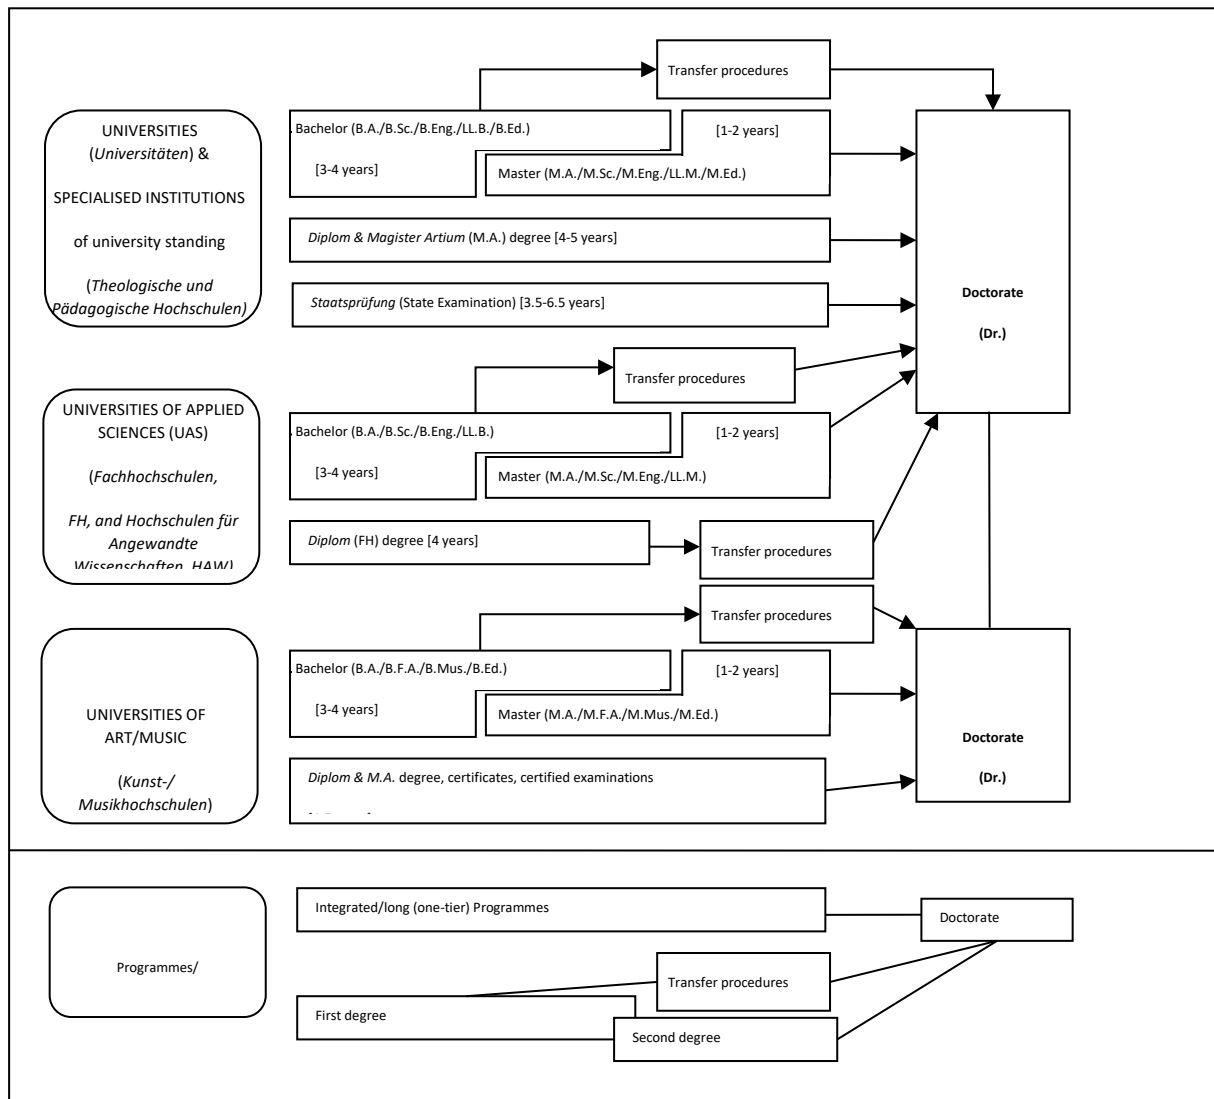 Transfer procedures
UNIVERSITIES
(Universitäten) &
SPECIALISED INSTITUTIONS
of university standing
(Theologische und
Pädagogische Hochschulen)
. Bachelor (B.A./B.Sc./B.Eng./LL.B./B.Ed.)
[3-4 years]
[1-2 years]
Master (M.A./M.Sc./M.Eng./LL.M./M.Ed.)
Diplom & Magister Artium (M.A.) degree [4-5 years]
Staatsprüfung (State Examination) [3.5-6.5 years]
Doctorate
(Dr.)
Transfer procedures
UNIVERSITIES OF APPLIED
SCIENCES (UAS)
(Fachhochschulen,
FH, and Hochschulen für
Angewandte
Wissenschaften, HAW)
. Bachelor (B.A./B.Sc./B.Eng./LL.B.)
[3-4 years]
[1-2 years]
Master (M.A./M.Sc./M.Eng./LL.M.)
Diplom (FH) degree [4 years]
Transfer procedures
Transfer procedures
UNIVERSITIES OF
ART/MUSIC
(Kunst-/
Musikhochschulen)
. Bachelor (B.A./B.F.A./B.Mus./B.Ed.)
[3-4 years]
[1-2 years]
Master (M.A./M.F.A./M.Mus./M.Ed.)
Diplom & M.A. degree, certificates, certified examinations
Doctorate
(Dr.)
Programmes/
Integrated/long (one-tier) Programmes
Doctorate
Transfer procedures
First degree
Second degree